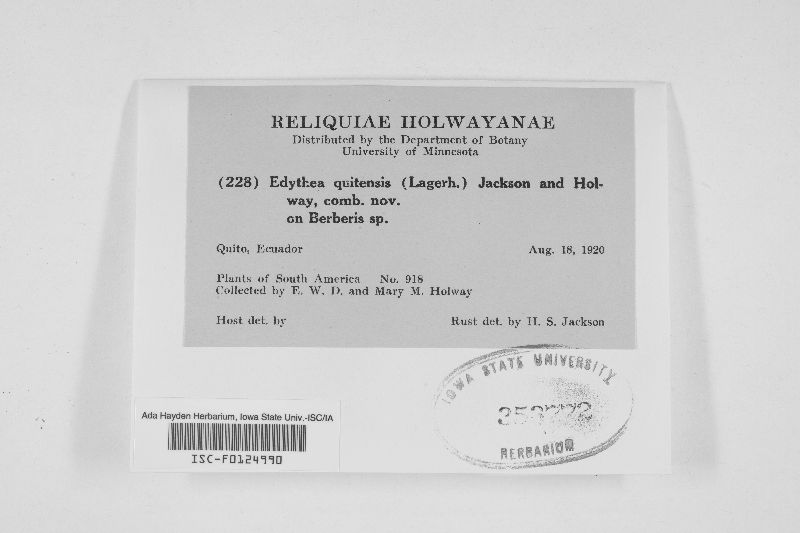 RELIQUIAE HOLWAYANAE
Distributed by the Department of Botany
University of Minnesota
(228) Edythea quitensis (Lagerh.) Jackson and Hol-
way, comb. nov.
on Berberis sp.
Quito, Ecuador Aug. 18, 1920
Plants of South America No. 918
Collected by E. W. D. and Mary M. Holway
Host det. by Rust det. by H. S. Jackson
IOWA STATE UNIVERSITY
HERBARIUM
Ada Hayden Herbarium, Iowa State Univ.-ISC/IA
ISC-F0124990